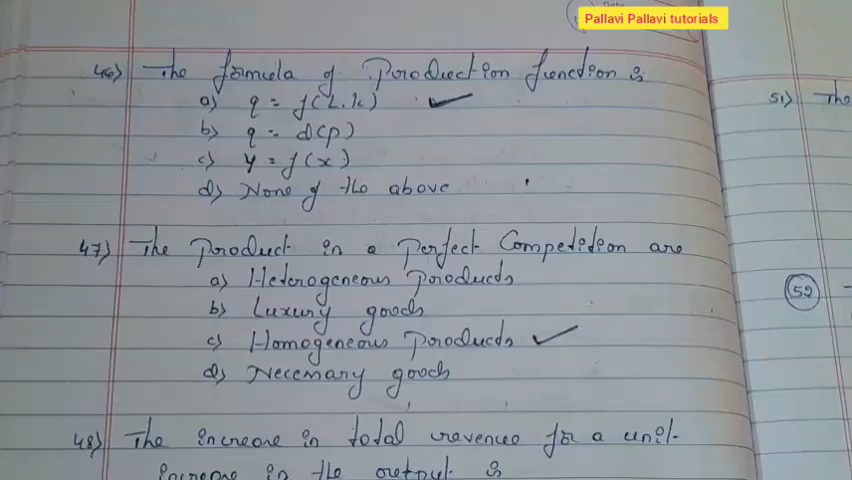 Pallavi Pallavi tutorials
46) The formula of Production function is
a) q = f(L.k)
b) q = d(p)
c) y = f(x)
d) None of the above
47) The Product in a Perfect Competition are
a) Heterogeneous Products
b) Luxury goods
c) Homogeneous Products
d) Necessary goods
48) The increase in total revenue for a unit
increase in the output is
51) The
52